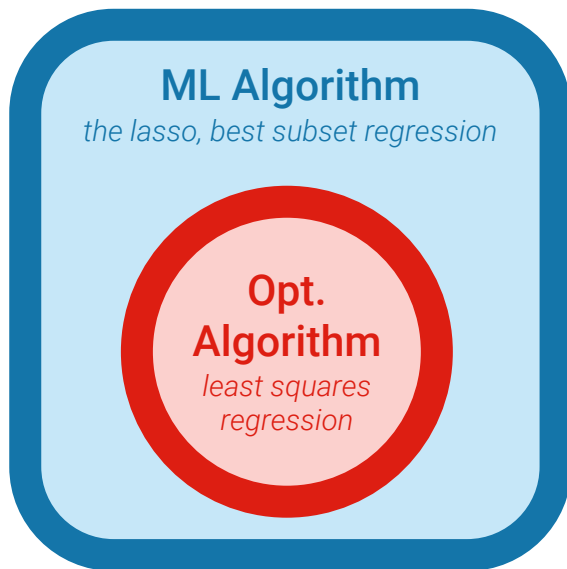 ML Algorithm
the lasso, best subset regression
Opt.
Algorithm
least squares
regression